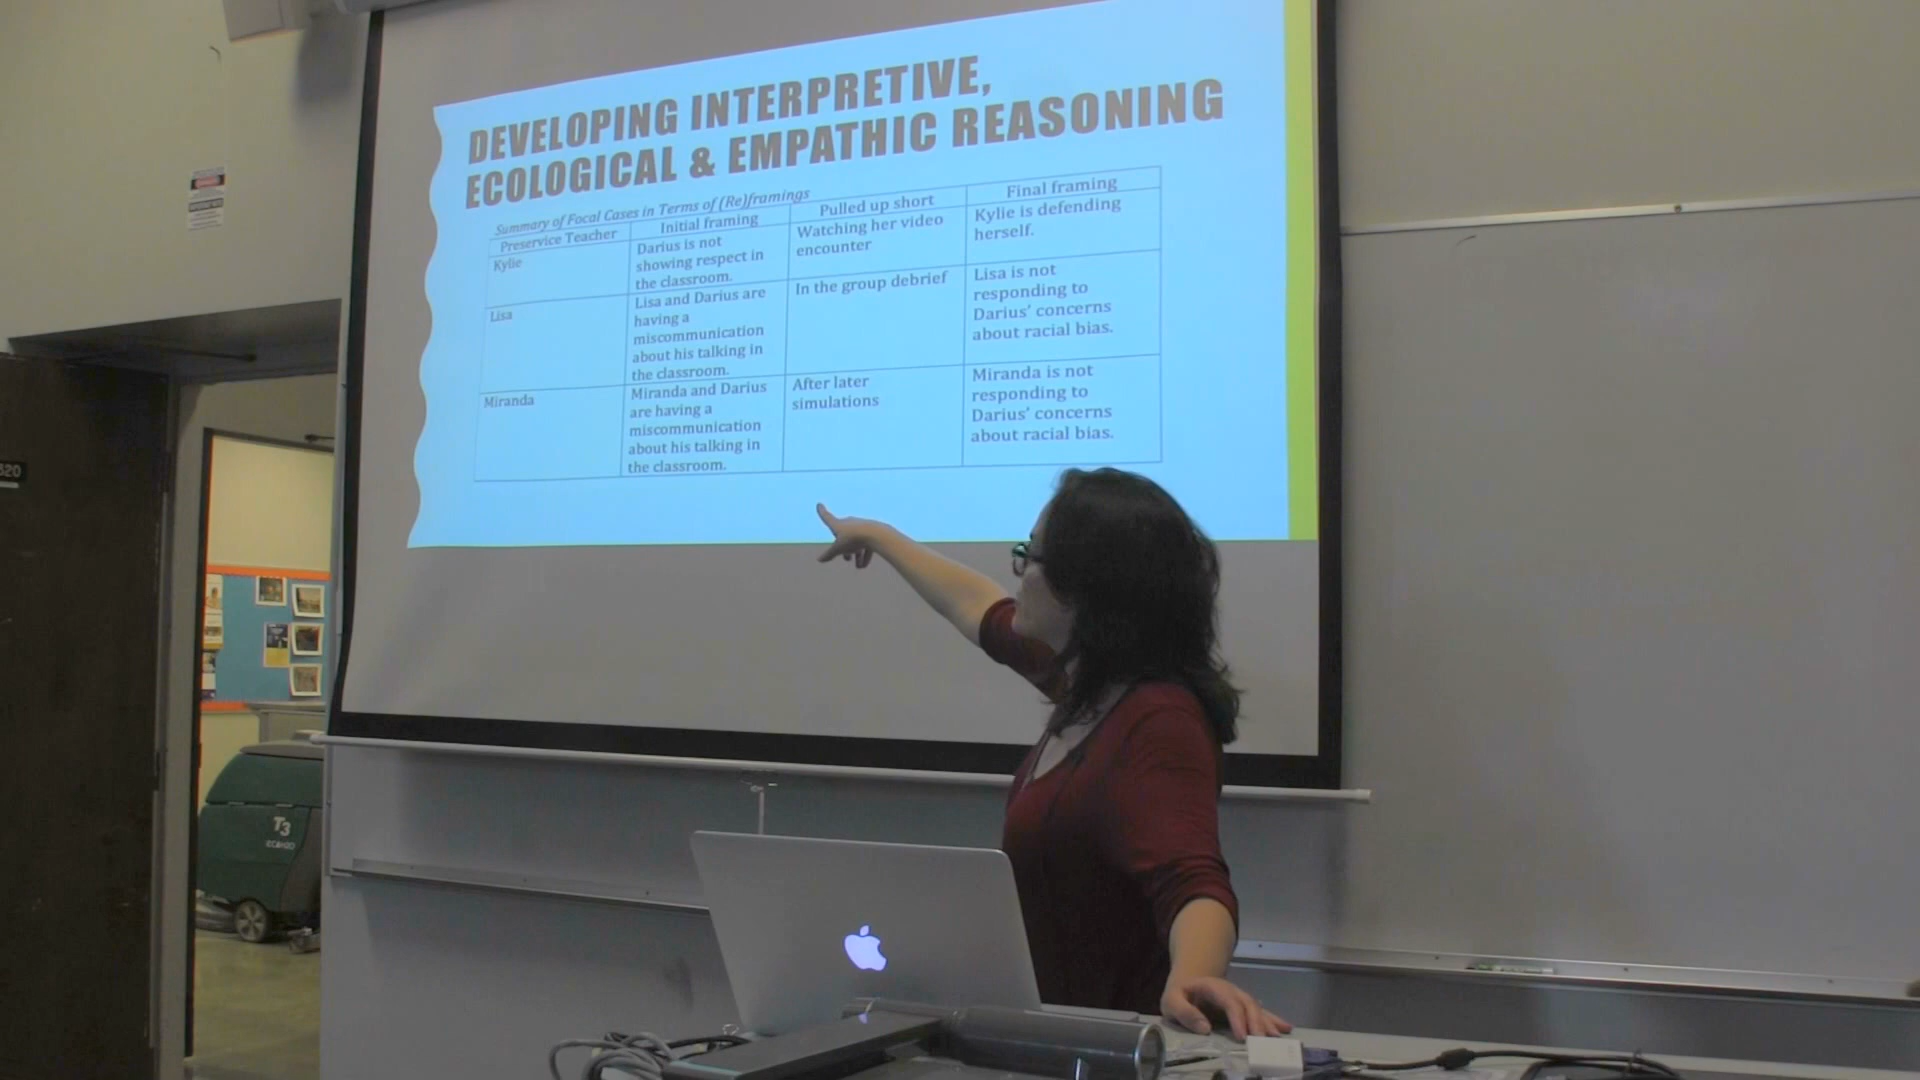 DEVELOPING INTERPRETIVE,
ECOLOGICAL & EMPATHIC REASONING
Summary of Focal Cases in Terms of (Re)framings
Preservice Teacher
Initial framing
Pulled up short
Final framing
Kylie
Darius is not
showing respect in
the classroom.
Watching her video
encounter
Kylie is defending
herself.
Lisa
Lisa and Darius are
having a
miscommunication
about his talking in
the classroom.
In the group debrief
Lisa is not
responding to
Darius' concerns
about racial bias.
Miranda
Miranda and Darius
are having a
miscommunication
about his talking in
the classroom.
After later
simulations
Miranda is not
responding to
Darius' concerns
about racial bias.
320
T3